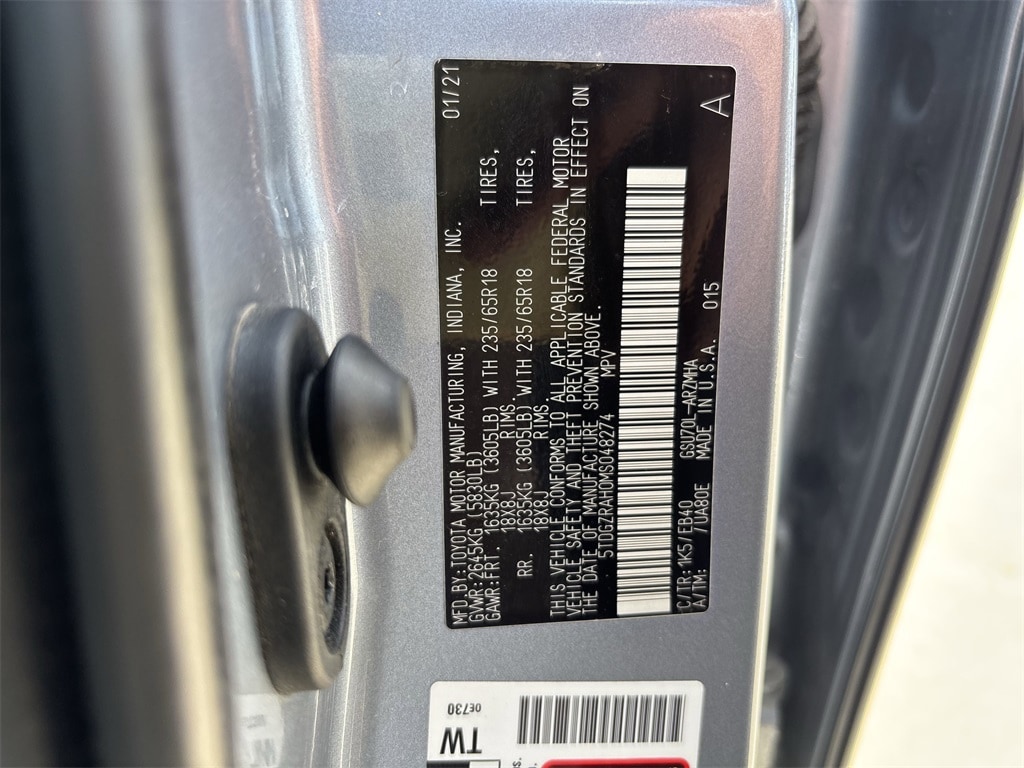 MFD.BY:TOYOTA MOTOR MANUFACTURING, INDIANA, INC. 01/21
GVWR:2645KG (5830LB)
GAWR:FRT. 1635KG (3605LB) WITH 235/65R18 TIRES,
18X8J RIMS.
RR. 1635KG (3605LB) WITH 235/65R18 TIRES,
18X8J RIMS.
THIS VEHICLE CONFORMS TO ALL APPLICABLE FEDERAL MOTOR
VEHICLE SAFETY AND THEFT PREVENTION STANDARDS IN EFFECT ON
THE DATE OF MANUFACTURE SHOWN ABOVE.
5TDGZRAH0MS048274 MPV
C/TR:1K5/EB40 GSU70L-ARZMHA
A/TM: /UA80E MADE IN U.S.A. 015
A
0E730
TW